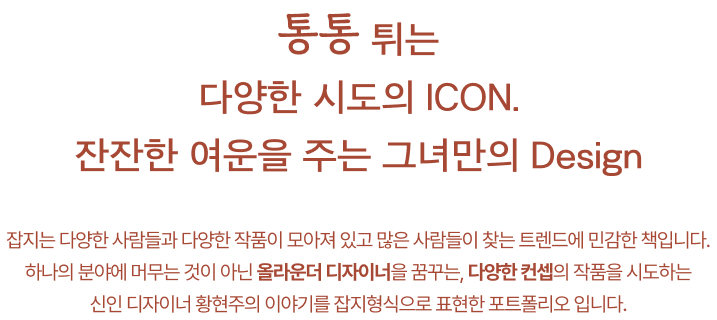 통통 튀는
다양한 시도의 ICON.
잔잔한 여운을 주는 그녀만의 Design
잡지는 다양한 사람들과 다양한 작품이 모아져 있고 많은 사람들이 찾는 트렌드에 민감한 책입니다.
하나의 분야에 머무는 것이 아닌 올라운더 디자이너을 꿈꾸는, 다양한 컨셉의 작품을 시도하는
신인 디자이너 황현주의 이야기를 잡지형식으로 표현한 포트폴리오 입니다.